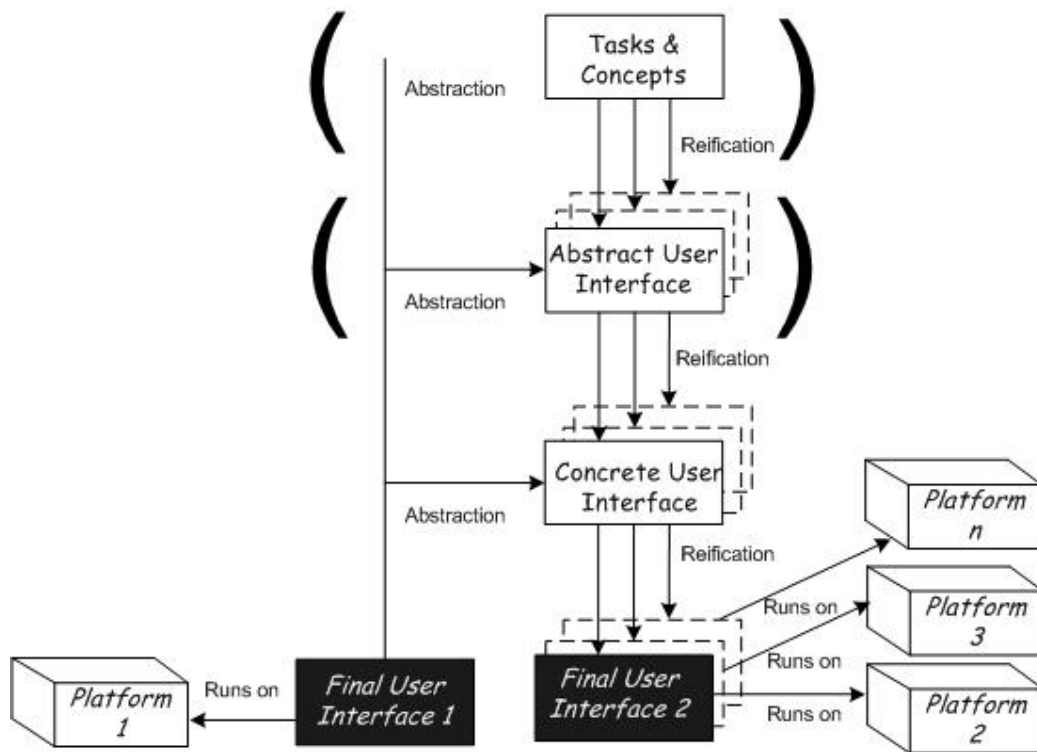 Tasks &
Concepts
Abstraction
Reification
Abstract User
Interface
Abstraction
Reification
Concrete User
Interface
Abstraction
Reification
Platform
n
Runs on
Platform
3
Runs on
Final User
Interface 1
Final User
Interface 2
Runs on
Platform
1
Runs on
Platform
2